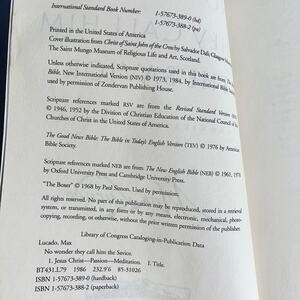 International Standard Book Number:
1-57673-389-0 (hd)
1-57673-388-2 (pa)
Printed in the United States of America
Cover illustration from Christ of Saint John of the Cross by Salvador Dali, Glasgow
The Saint Mungo Museum of Religious Life and Art, Scotland.
Unless otherwise indicated, Scripture quotations used in this book are from The
Bible, New International Version (NIV) © 1973, 1984, by International Bible
used by permission of Zondervan Publishing House.
Scripture references marked RSV are from the Revised Standard Version
© 1946, 1952 by the Division of Christian Education of the National Council of
Churches of Christ in the United States of America.
The Good News Bible: The Bible in Today's English Version (TEV) © 1976 by American
Bible Society.
Scripture references marked NEB are from The New English Bible (NEB) © 1961, 1970
by Oxford University Press and Cambridge University Press.
"The Boxer" © 1968 by Paul Simon. Used by permission.
All rights reserved. No part of this publication may be reproduced, stored in a retrieval
system, or transmitted, in any form or by any means, electronic, mechanical, photo-
copying, recording, or otherwise, without the prior written permission of the publisher.
Library of Congress Cataloging-in-Publication Data
Lucado, Max
No wonder they call him the Savior.
1. Jesus Christ—Passion—Meditation. I. Title.
BT431.L79 1986 232.9'6 85-31026
ISBN 1-57673-389-0 (hardback)
ISBN 1-57673-388-2 (paperback)